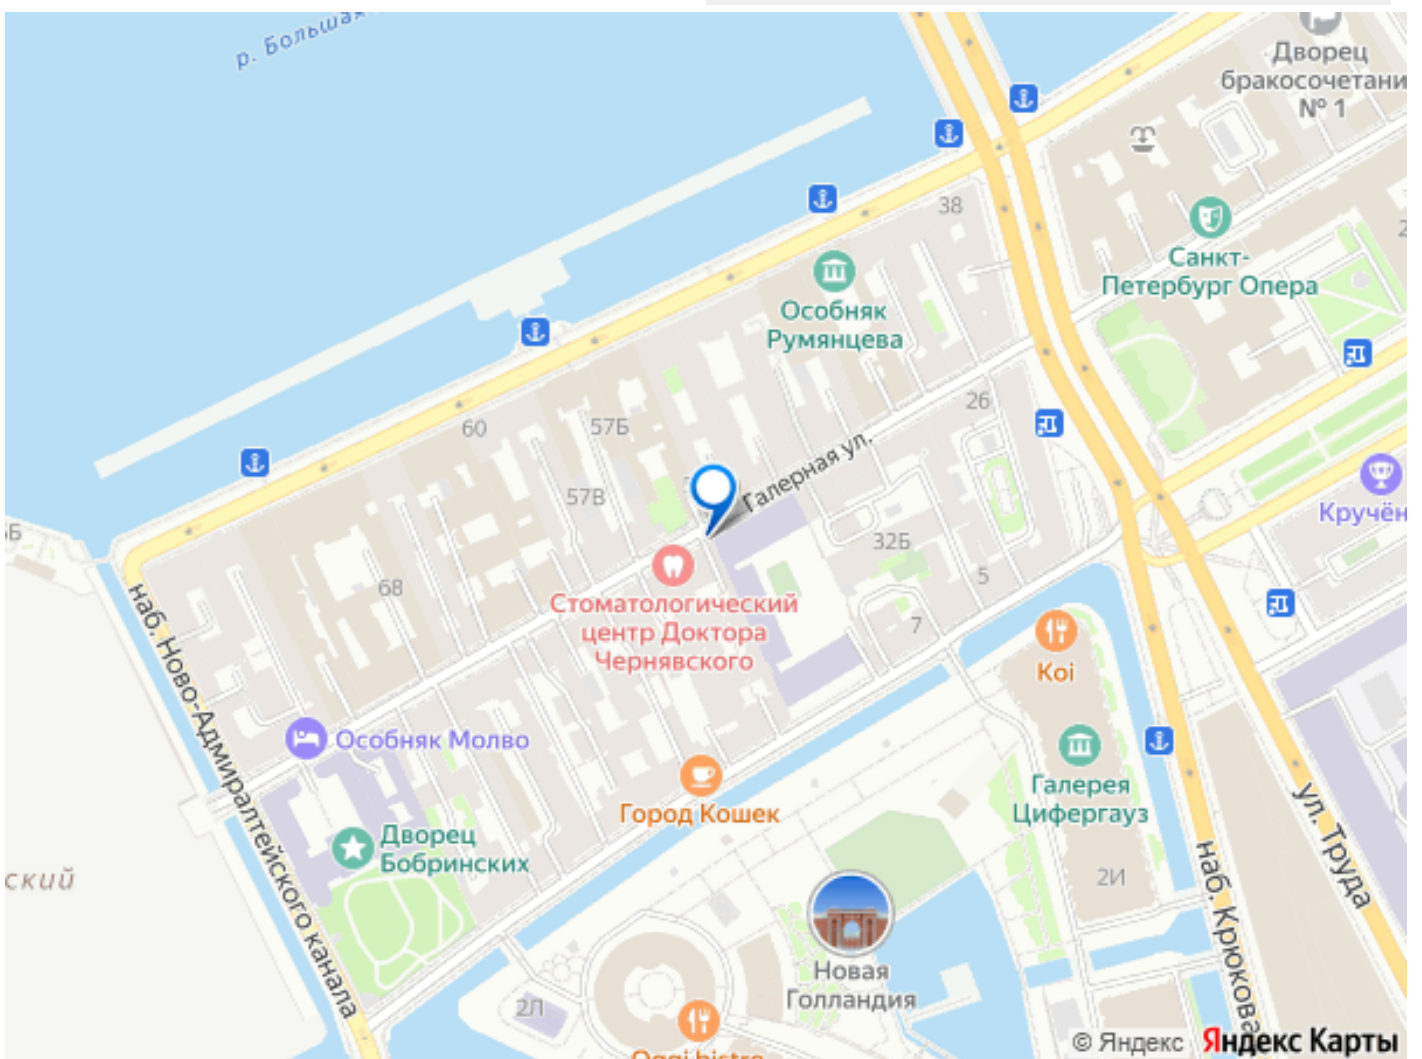 р. Большая
Дворец
бракосочетани
№ 1
38
Санкт-
Петербург Опера
Особняк
Румянцева
26
60
57Б
57В
Галерная ул.
32Б
5
7
68
Кручён
Стоматологический
центр Доктора
Чернявского
Koi
наб. Ново-Адмиралтейского канала
Особняк Молво
Город Кошек
Дворец
Бобринских
Галерея
Цифергауз
2И
ул. Труда
наб. Крюкова
ский
Новая
Голландия
2Л
Oggi bistro
© Яндекс Яндекс Карты